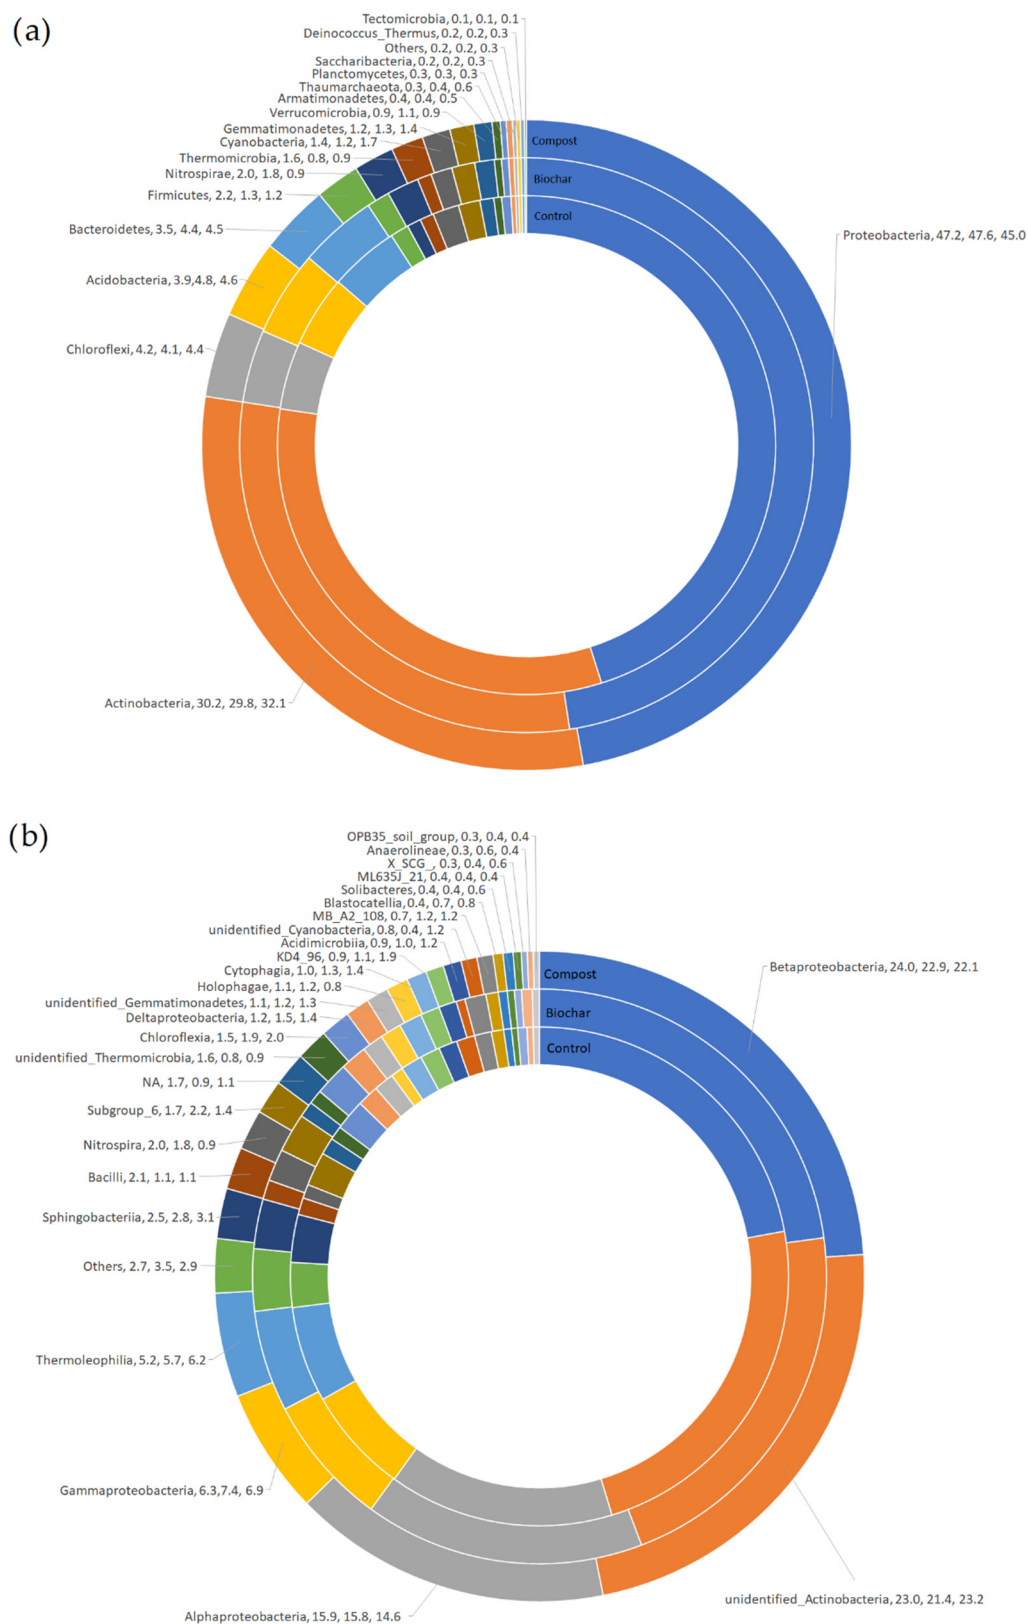 (a)
Tectomicrobia, 0.1, 0.1, 0.1
Deinococcus_Thermus, 0.2, 0.2, 0.3
Others, 0.2, 0.2, 0.3
Saccharibacteria, 0.2, 0.2, 0.3
Planctomycetes, 0.3, 0.3, 0.3
Thaumarchaeota, 0.3, 0.4, 0.6
Armatimonadetes, 0.4, 0.4, 0.5
Verrucomicrobia, 0.9, 1.1, 0.9
Gemmatimonadetes, 1.2, 1.3, 1.4
Cyanobacteria, 1.4, 1.2, 1.7
Thermomicrobia, 1.6, 0.8, 0.9
Nitrospirae, 2.0, 1.8, 0.9
Firmicutes, 2.2, 1.3, 1.2
Bacteroidetes, 3.5, 4.4, 4.5
Acidobacteria, 3.9,4.8, 4.6
Chloroflexi, 4.2, 4.1, 4.4
Actinobacteria, 30.2, 29.8, 32.1
Compost
Biochar
Control
Proteobacteria, 47.2, 47.6, 45.0
(b)
OPB35_soil_group, 0.3, 0.4, 0.4
Anaerolineae, 0.3, 0.6, 0.4
X_SCG_, 0.3, 0.4, 0.6
ML635J_21, 0.4, 0.4, 0.4
Solibacteres, 0.4, 0.4, 0.6
Blastocatellia, 0.4, 0.7, 0.8
MB_A2_108, 0.7, 1.2, 1.2
unidentified_Cyanobacteria, 0.8, 0.4, 1.2
Acidimicrobiia, 0.9, 1.0, 1.2
KD4_96, 0.9, 1.1, 1.9
Cytophagia, 1.0, 1.3, 1.4
Holophagae, 1.1, 1.2, 0.8
unidentified_Gemmatimonadetes, 1.1, 1.2, 1.3
Deltaproteobacteria, 1.2, 1.5, 1.4
Chloroflexia, 1.5, 1.9, 2.0
unidentified_Thermomicrobia, 1.6, 0.8, 0.9
NA, 1.7, 0.9, 1.1
Subgroup_6, 1.7, 2.2, 1.4
Nitrospira, 2.0, 1.8, 0.9
Bacilli, 2.1, 1.1, 1.1
Sphingobacteriia, 2.5, 2.8, 3.1
Others, 2.7, 3.5, 2.9
Thermoleophilia, 5.2, 5.7, 6.2
Gammaproteobacteria, 6.3,7.4, 6.9
Alphaproteobacteria, 15.9, 15.8, 14.6
Compost
Biochar
Control
Betaproteobacteria, 24.0, 22.9, 22.1
unidentified_Actinobacteria, 23.0, 21.4, 23.2